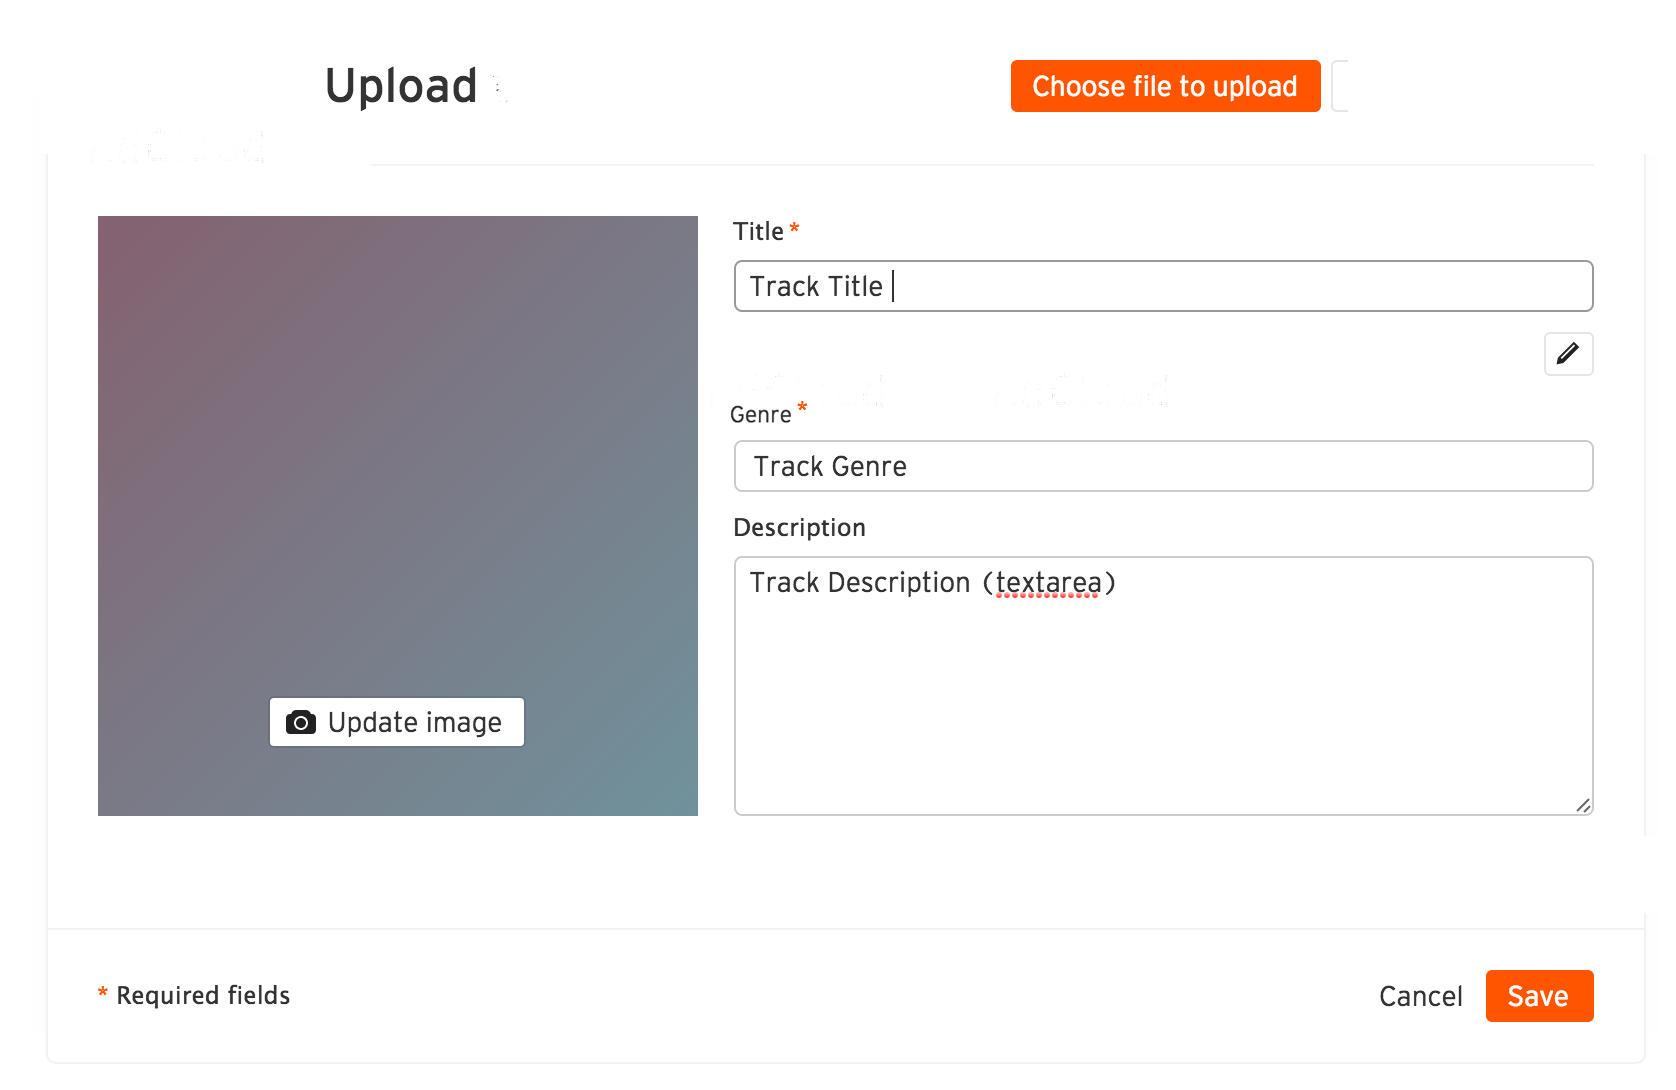 Upload
Choose file to upload
Title *
Track Title
Genre *
Track Genre
Description
Track Description (textarea)
Update image
* Required fields
Cancel
Save